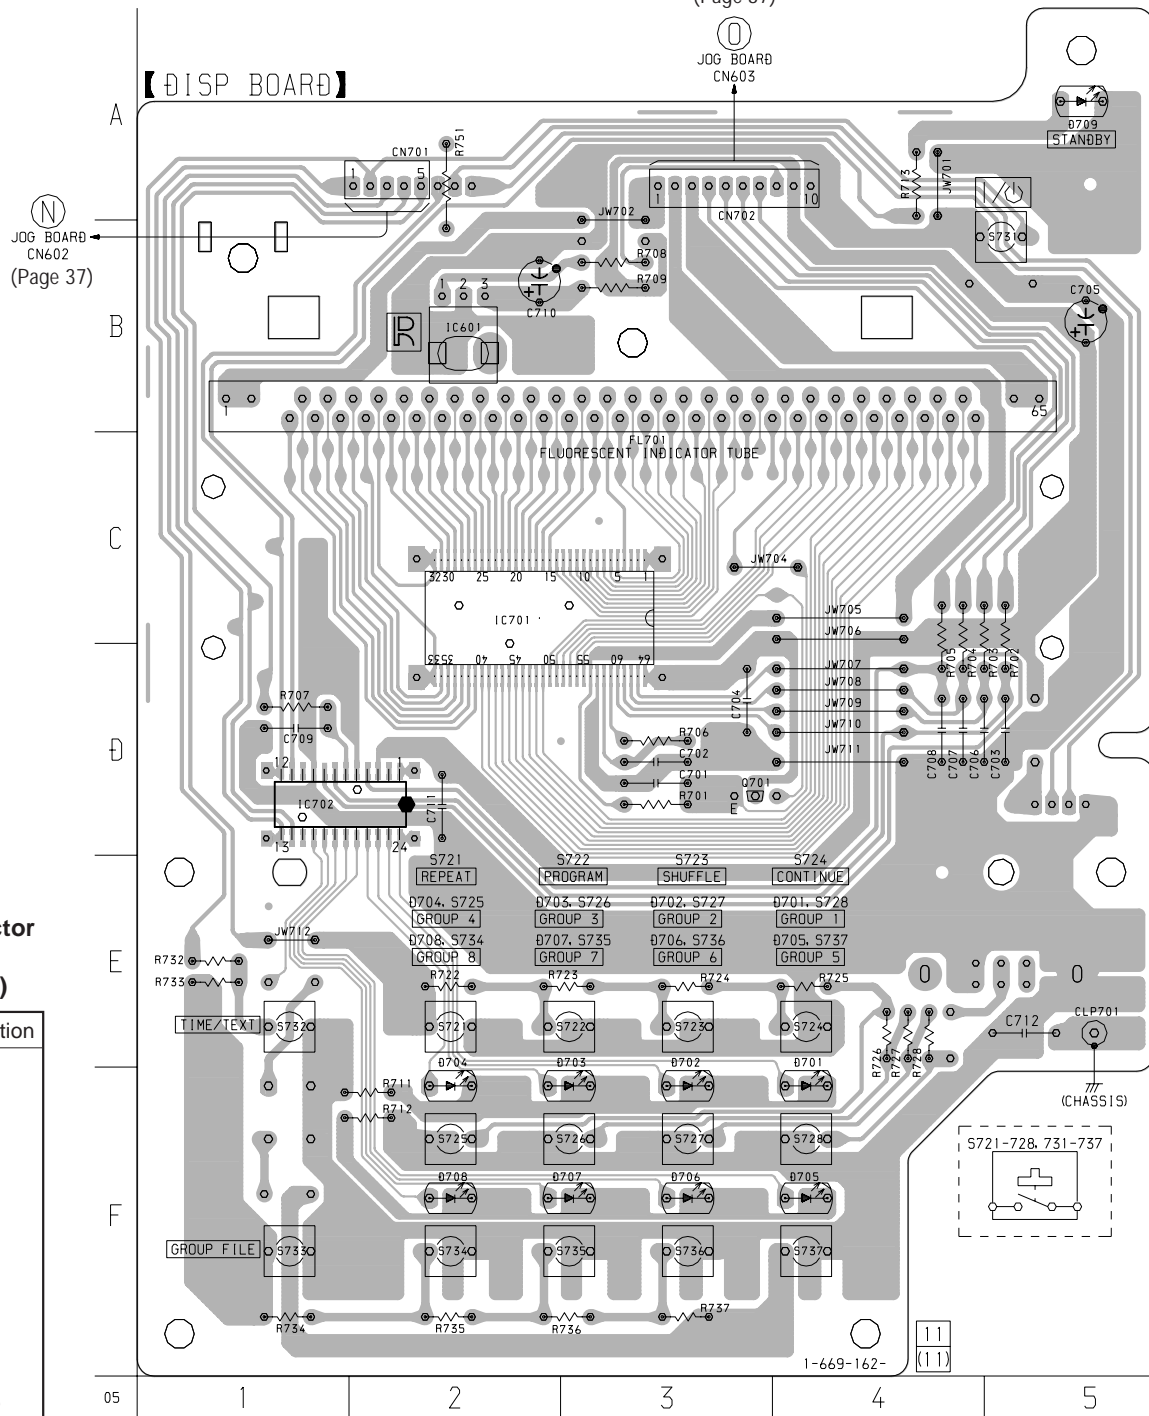 (Page 37)
O
JOG BOARD
CN603
【DISP BOARD】
A
D709
STANDBY
R751
CN701
1 5
R713
JW701
I/⏻
N
JOG BOARD
CN602
(Page 37)
JW702
1 10
CN702
S731
R708
R709
1 2 3
C710
C705
B
R
IC601
1 65
FL701
FLUORESCENT INDICATOR TUBE
C
JW704
3230 25 20 15 10 5 1
IC701
JW705
JW706
R705
R704
R703
R702
3335 40 45 50 55 60 64
JW707
JW708
JW709
JW710
JW711
C704
R707
C709
D
R706
C702
C701
R701
Q701
E
C708
C707
C706
C703
12 1
IC702
C711
13 24
S721 S722 S723 S724
REPEAT PROGRAM SHUFFLE CONTINUE
D704, S725 D703, S726 D702, S727 D701, S728
GROUP 4 GROUP 3 GROUP 2 GROUP 1
D708, S734 D707, S735 D706, S736 D705, S737
GROUP 8 GROUP 7 GROUP 6 GROUP 5
ctor
)
tion
E
JW712
R732
R733
R722 R723 R724 R725
0 0
TIME/TEXT
S732 S721 S722 S723 S724
R726
R727
R728
C712
CLP701
(CHASSIS)
D704 D703 D702 D701
R711
R712
S725 S726 S727 S728
S721-728, 731-737
F
D708 D707 D706 D705
GROUP FILE
S733 S734 S735 S736 S737
R734 R735 R736 R737
11
(11)
1-669-162-
05 1 2 3 4 5